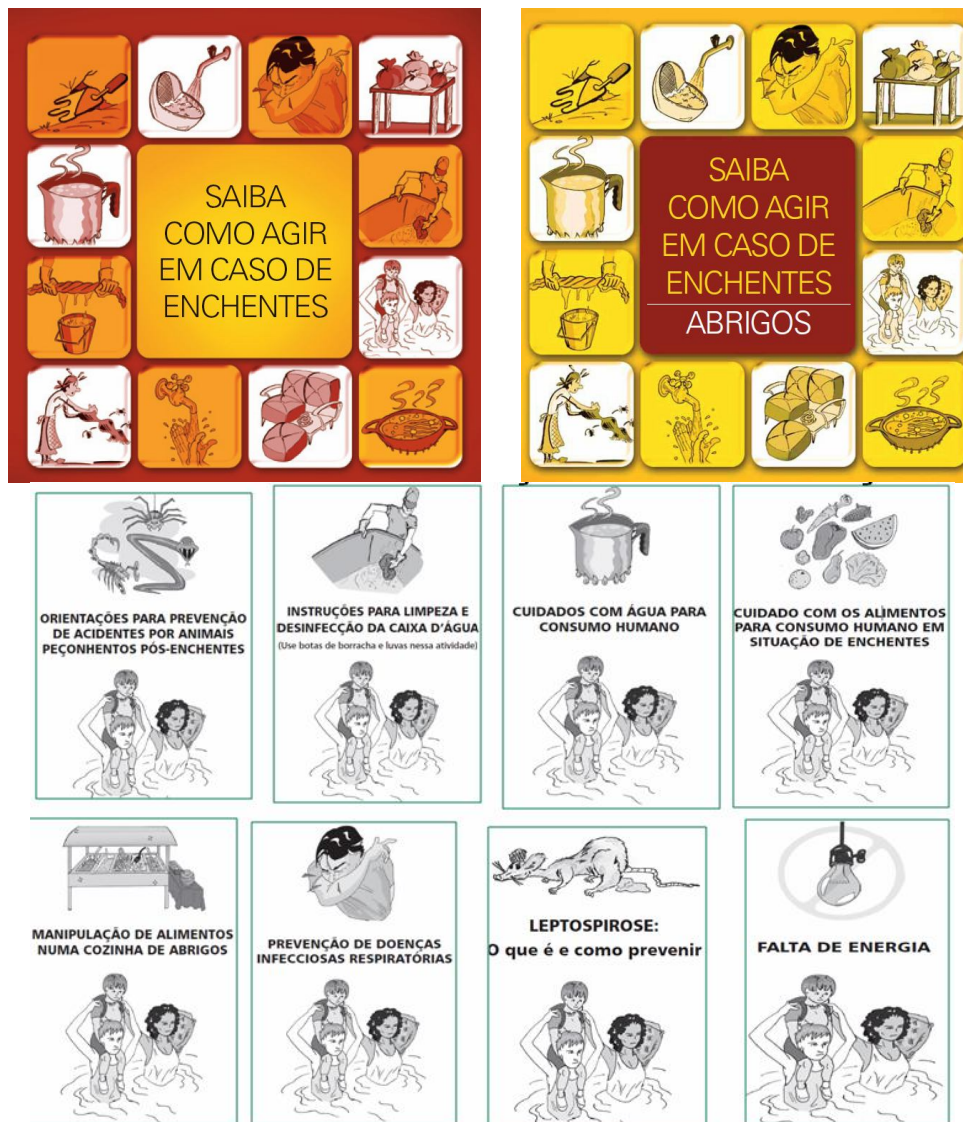 SAIBA
COMO AGIR
EM CASO DE
ENCHENTES
SAIBA
COMO AGIR
EM CASO DE
ENCHENTES
ABRIGOS
ORIENTAÇÕES PARA PREVENÇÃO
DE ACIDENTES POR ANIMAIS
PEÇONHENTOS PÓS-ENCHENTES
INSTRUÇÕES PARA LIMPEZA E
DESINFECÇÃO DA CAIXA D'ÁGUA
(Use botas de borracha e luvas nessa atividade)
CUIDADOS COM ÁGUA PARA
CONSUMO HUMANO
CUIDADO COM OS ALIMENTOS
PARA CONSUMO HUMANO EM
SITUAÇÃO DE ENCHENTES
MANIPULAÇÃO DE ALIMENTOS
NUMA COZINHA DE ABRIGOS
PREVENÇÃO DE DOENÇAS
INFECCIOSAS RESPIRATÓRIAS
LEPTOSPIROSE:
O que é e como prevenir
FALTA DE ENERGIA